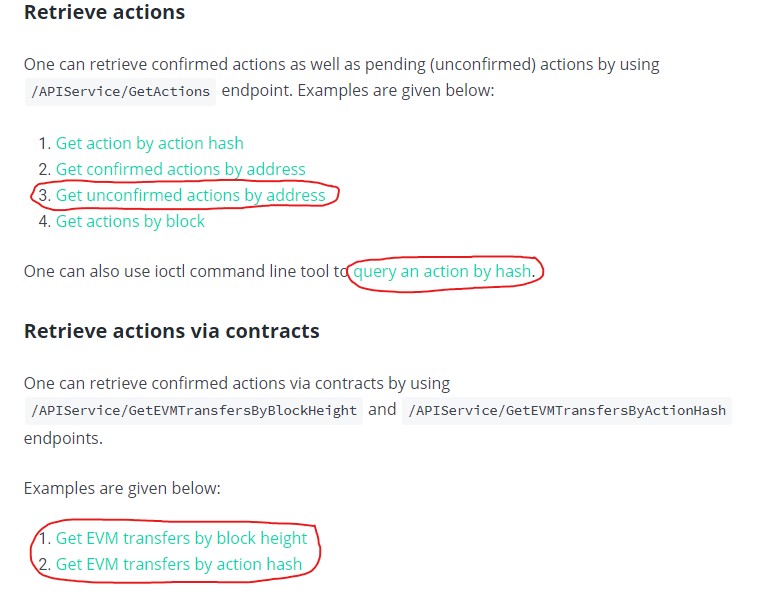 Retrieve actions
One can retrieve confirmed actions as well as pending (unconfirmed) actions by using
/APIService/GetActions endpoint. Examples are given below:
1. Get action by action hash
2. Get confirmed actions by address
3. Get unconfirmed actions by address
4. Get actions by block
One can also use ioctl command line tool to query an action by hash.
Retrieve actions via contracts
One can retrieve confirmed actions via contracts by using
/APIService/GetEVMTransfersByBlockHeight and /APIService/GetEVMTransfersByActionHash
endpoints.
Examples are given below:
1. Get EVM transfers by block height
2. Get EVM transfers by action hash